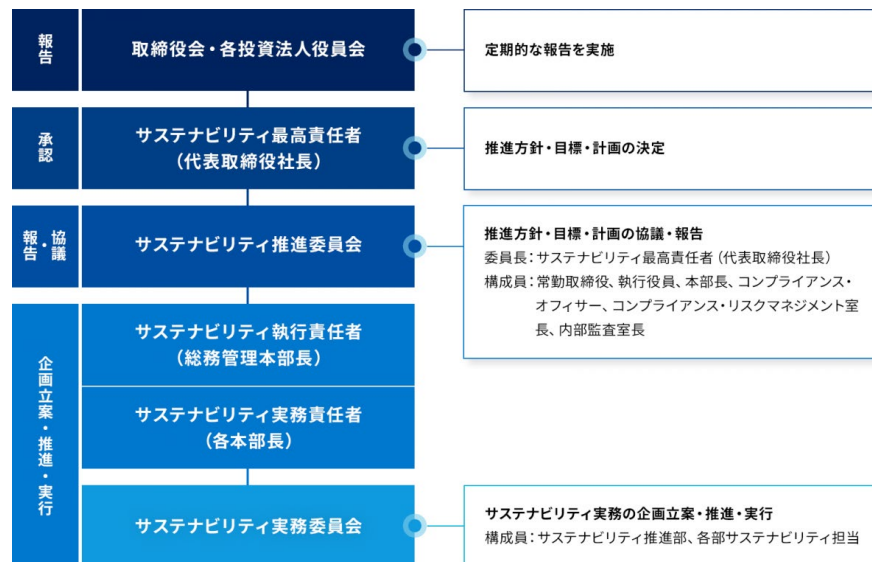 報告
取締役会・各投資法人役員会
定期的な報告を実施
承認
サステナビリティ最高責任者
（代表取締役社長）
推進方針・目標・計画の決定
協議・
報告
サステナビリティ推進委員会
推進方針・目標・計画の協議・報告
委員長：サステナビリティ最高責任者（代表取締役社長）
構成員：常勤取締役、執行役員、本部長、コンプライアンス・
オフィサー、コンプライアンス・リスクマネジメント室
長、内部監査室長
企画立案・推進・実行
サステナビリティ執行責任者
（総務管理本部長）
サステナビリティ実務責任者
（各本部長）
サステナビリティ実務委員会
サステナビリティ実務の企画立案・推進・実行
構成員：サステナビリティ推進部、各部サステナビリティ担当